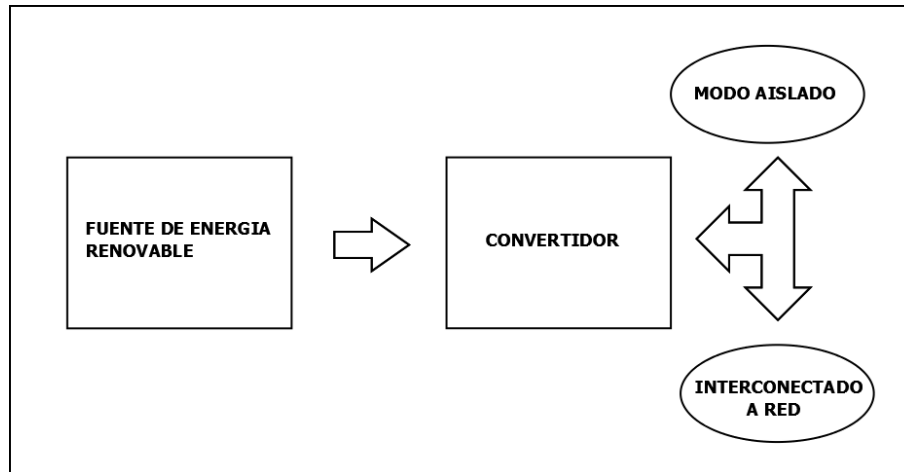 MODO AISLADO
FUENTE DE ENERGIA
RENOVABLE
CONVERTIDOR
INTERCONECTADO
A RED